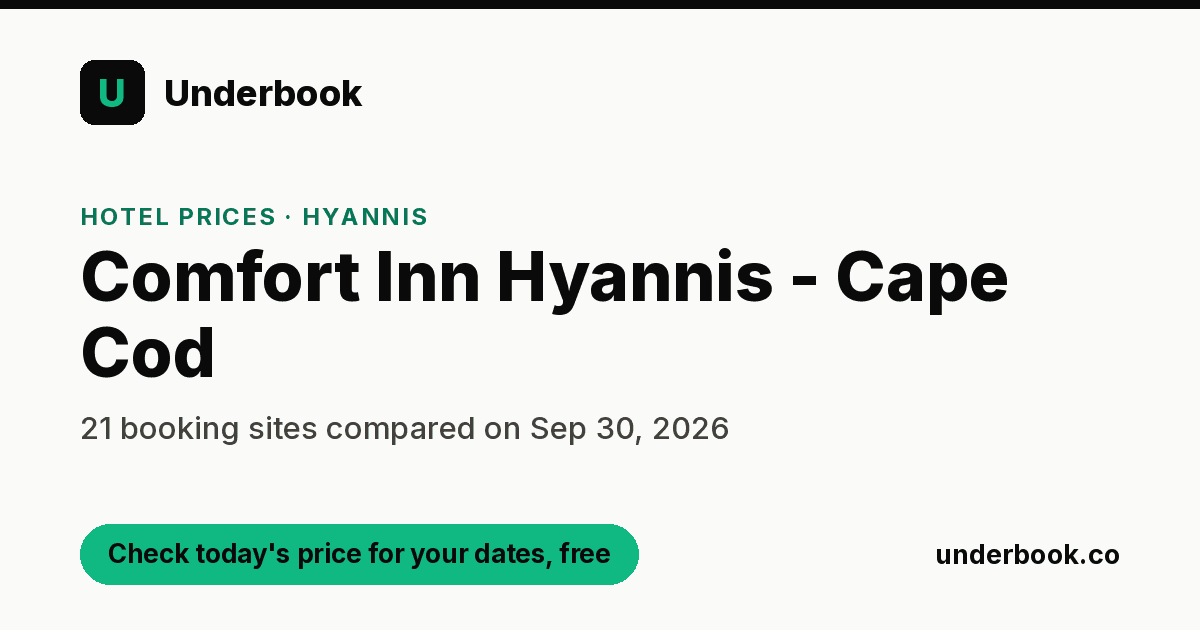 U Underbook
HOTEL PRICES · HYANNIS
Comfort Inn Hyannis - Cape
Cod
21 booking sites compared on Sep 30, 2026
Check today's price for your dates, free
underbook.co